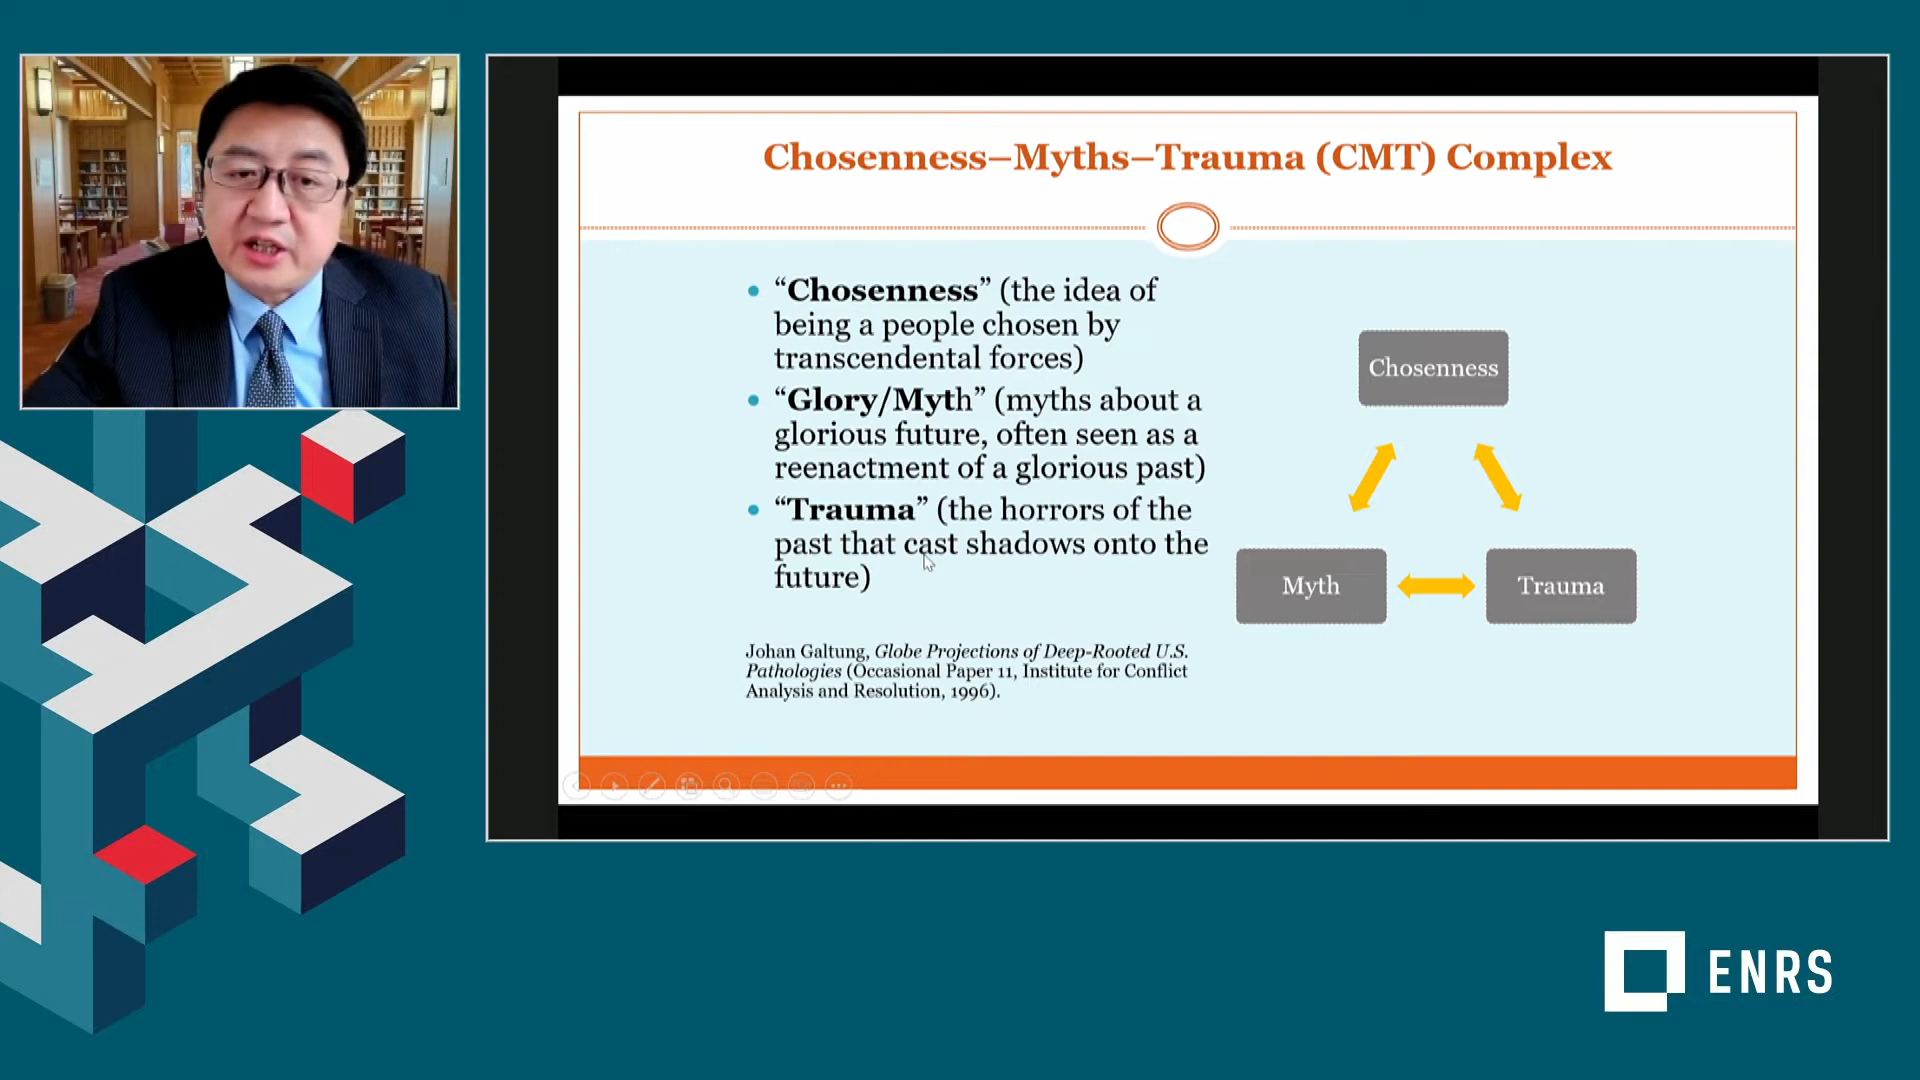 Chosenness–Myths–Trauma (CMT) Complex
• “Chosenness” (the idea of
being a people chosen by
transcendental forces)
• “Glory/Myth” (myths about a
glorious future, often seen as a
reenactment of a glorious past)
• “Trauma” (the horrors of the
past that cast shadows onto the
future)
Johan Galtung, Globe Projections of Deep-Rooted U.S.
Pathologies (Occasional Paper 11, Institute for Conflict
Analysis and Resolution, 1996).
Chosenness
Myth
Trauma
ENRS